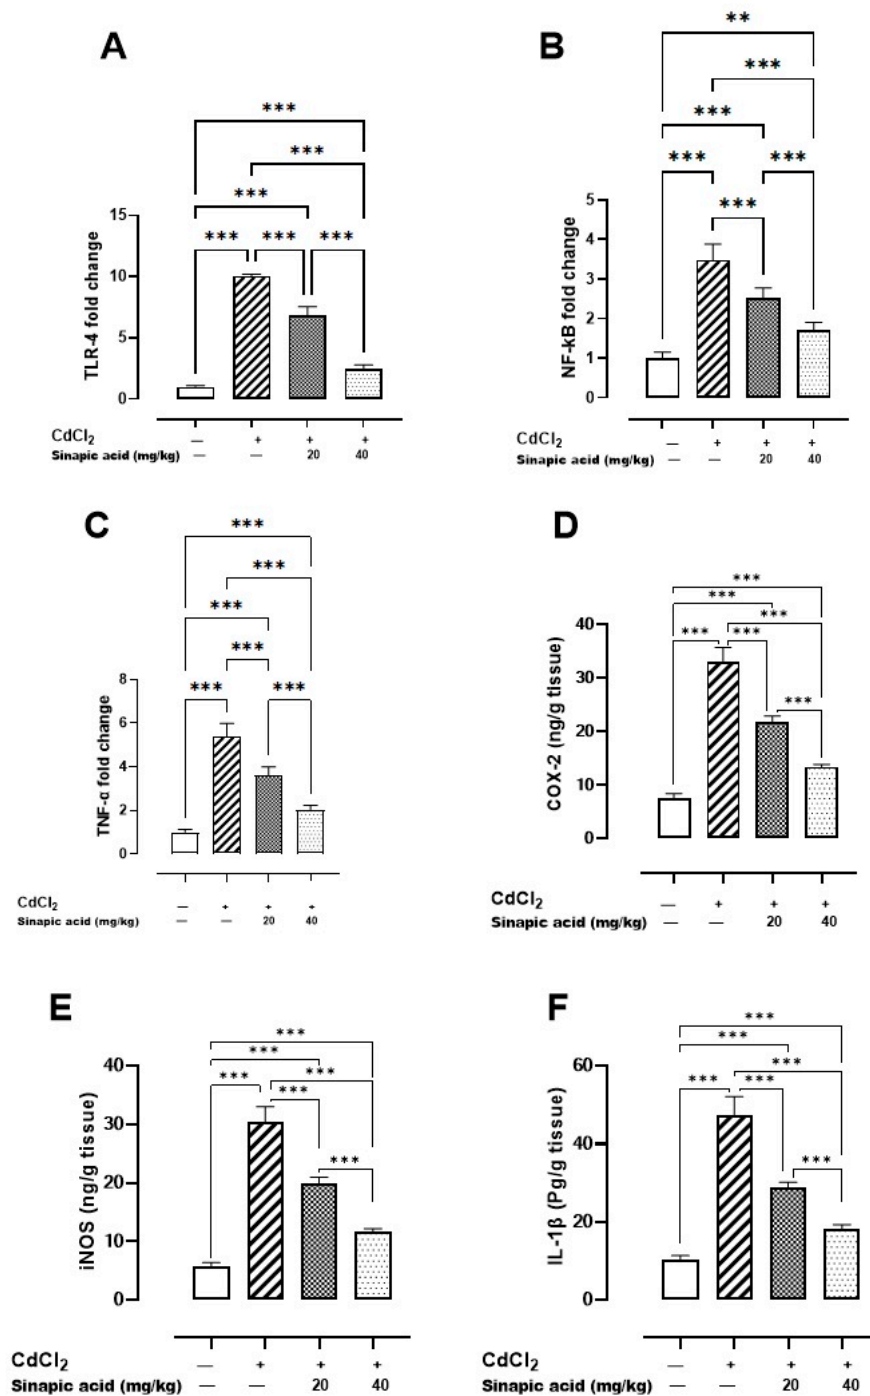 A
***
***
***
*** *** ***
TLR-4 fold change
15
10
5
0
CdCl₂ — + + +
Sinapic acid (mg/kg) — — 20 40
B
**
***
***
*** ***
***
NF-kB fold change
5
4
3
2
1
0
CdCl₂ — + + +
Sinapic acid (mg/kg) — — 20 40
C
***
***
***
***
*** ***
TNF-α fold change
8
6
4
2
0
CdCl₂ — + + +
Sinapic acid (mg/kg) — — 20 40
D
***
***
***
*** ***
***
COX-2 (ng/g tissue)
40
30
20
10
0
CdCl₂ — + + +
Sinapic acid (mg/kg) — — 20 40
E
***
***
*** ***
***
***
iNOS (ng/g tissue)
40
30
20
10
0
CdCl₂ — + + +
Sinapic acid (mg/kg) — — 20 40
F
***
***
***
*** ***
***
IL-1β (Pg/g tissue)
60
40
20
0
CdCl₂ — + + +
Sinapic acid (mg/kg) — — 20 40